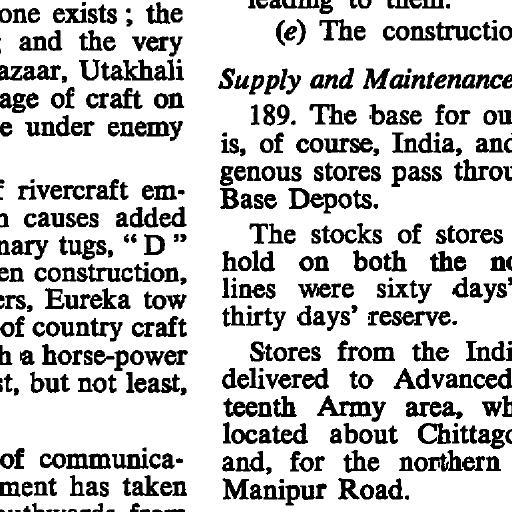 one exists ; the
; and the very
azaar, Utakhali
age of craft on
e under enemy
f rivercraft em-
n causes added
nary tugs, " D "
en construction,
ers, Eureka tow
of country craft
h a horse-power
st, but not least,
of communica-
ment has taken
leading to them.
(e) The constructio
Supply and Maintenance
189. The base for ou
is, of course, India, and
genous stores pass throu
Base Depots.
The stocks of stores
hold on both the no
lines were sixty days'
thirty days' reserve.
Stores from the Indi
delivered to Advanced
teenth Army area, wh
located about Chittago
and, for the northern
Manipur Road.